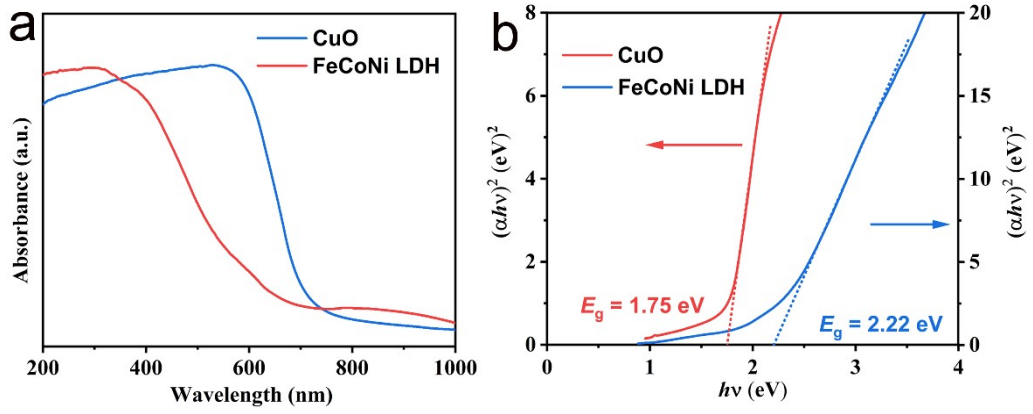 a
CuO
FeCoNi LDH
Absorbance (a.u.)
200 400 600 800 1000
Wavelength (nm)
b
CuO
FeCoNi LDH
(αhν)² (eV)²
8
6
4
2
0
20
15
10
5
0
(αhν)² (eV)²
E_g = 1.75 eV
E_g = 2.22 eV
0 1 2 3 4
hν (eV)